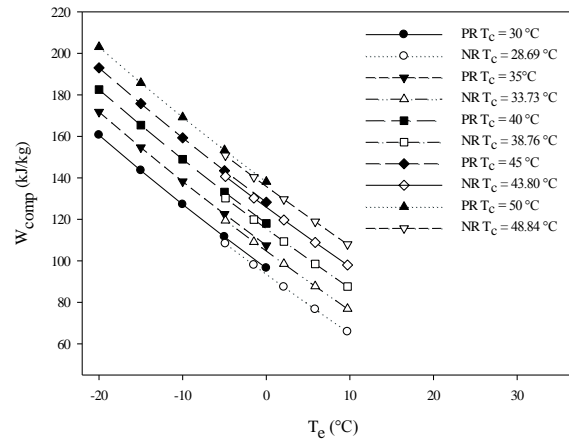 220
200
180
160
140
120
100
80
60
W_comp (kJ/kg)
-20
-10
0
10
20
30
T_e (°C)
PR T_c = 30 °C
NR T_c = 28.69 °C
PR T_c = 35°C
NR T_c = 33.73 °C
PR T_c = 40 °C
NR T_c = 38.76 °C
PR T_c = 45 °C
NR T_c = 43.80 °C
PR T_c = 50 °C
NR T_c = 48.84 °C